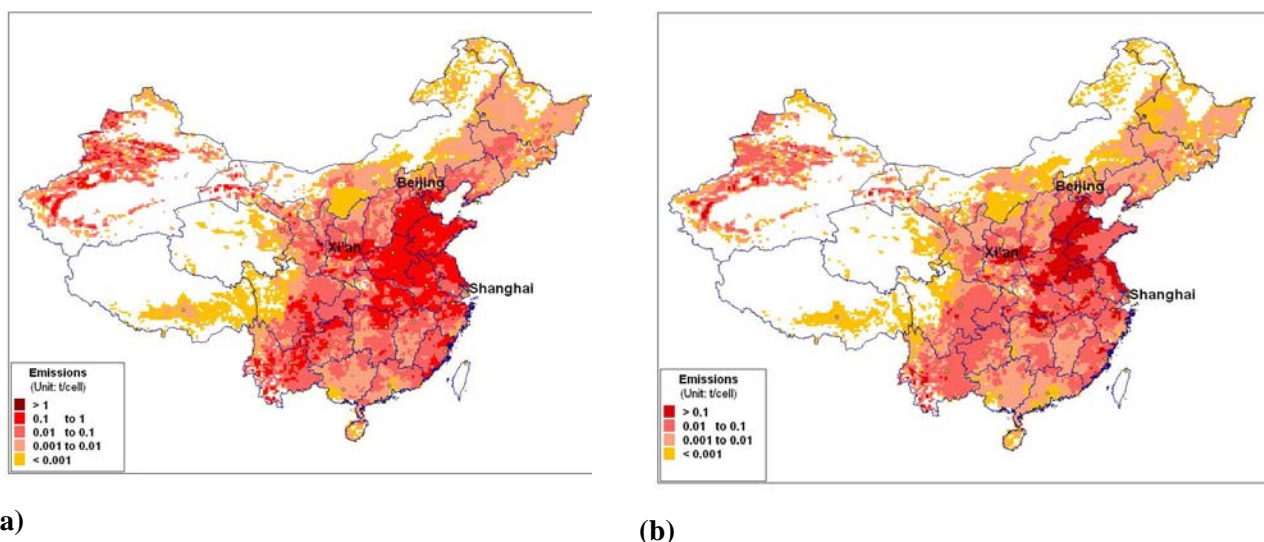 Beijing
Xi'an
Shanghai
Emissions
(Unit: t/cell)
> 1
0.1 to 1
0.01 to 0.1
0.001 to 0.01
< 0.001
a)
Beijing
Xi'an
Shanghai
Emissions
(Unit: t/cell)
> 0.1
0.01 to 0.1
0.001 to 0.01
< 0.001
(b)